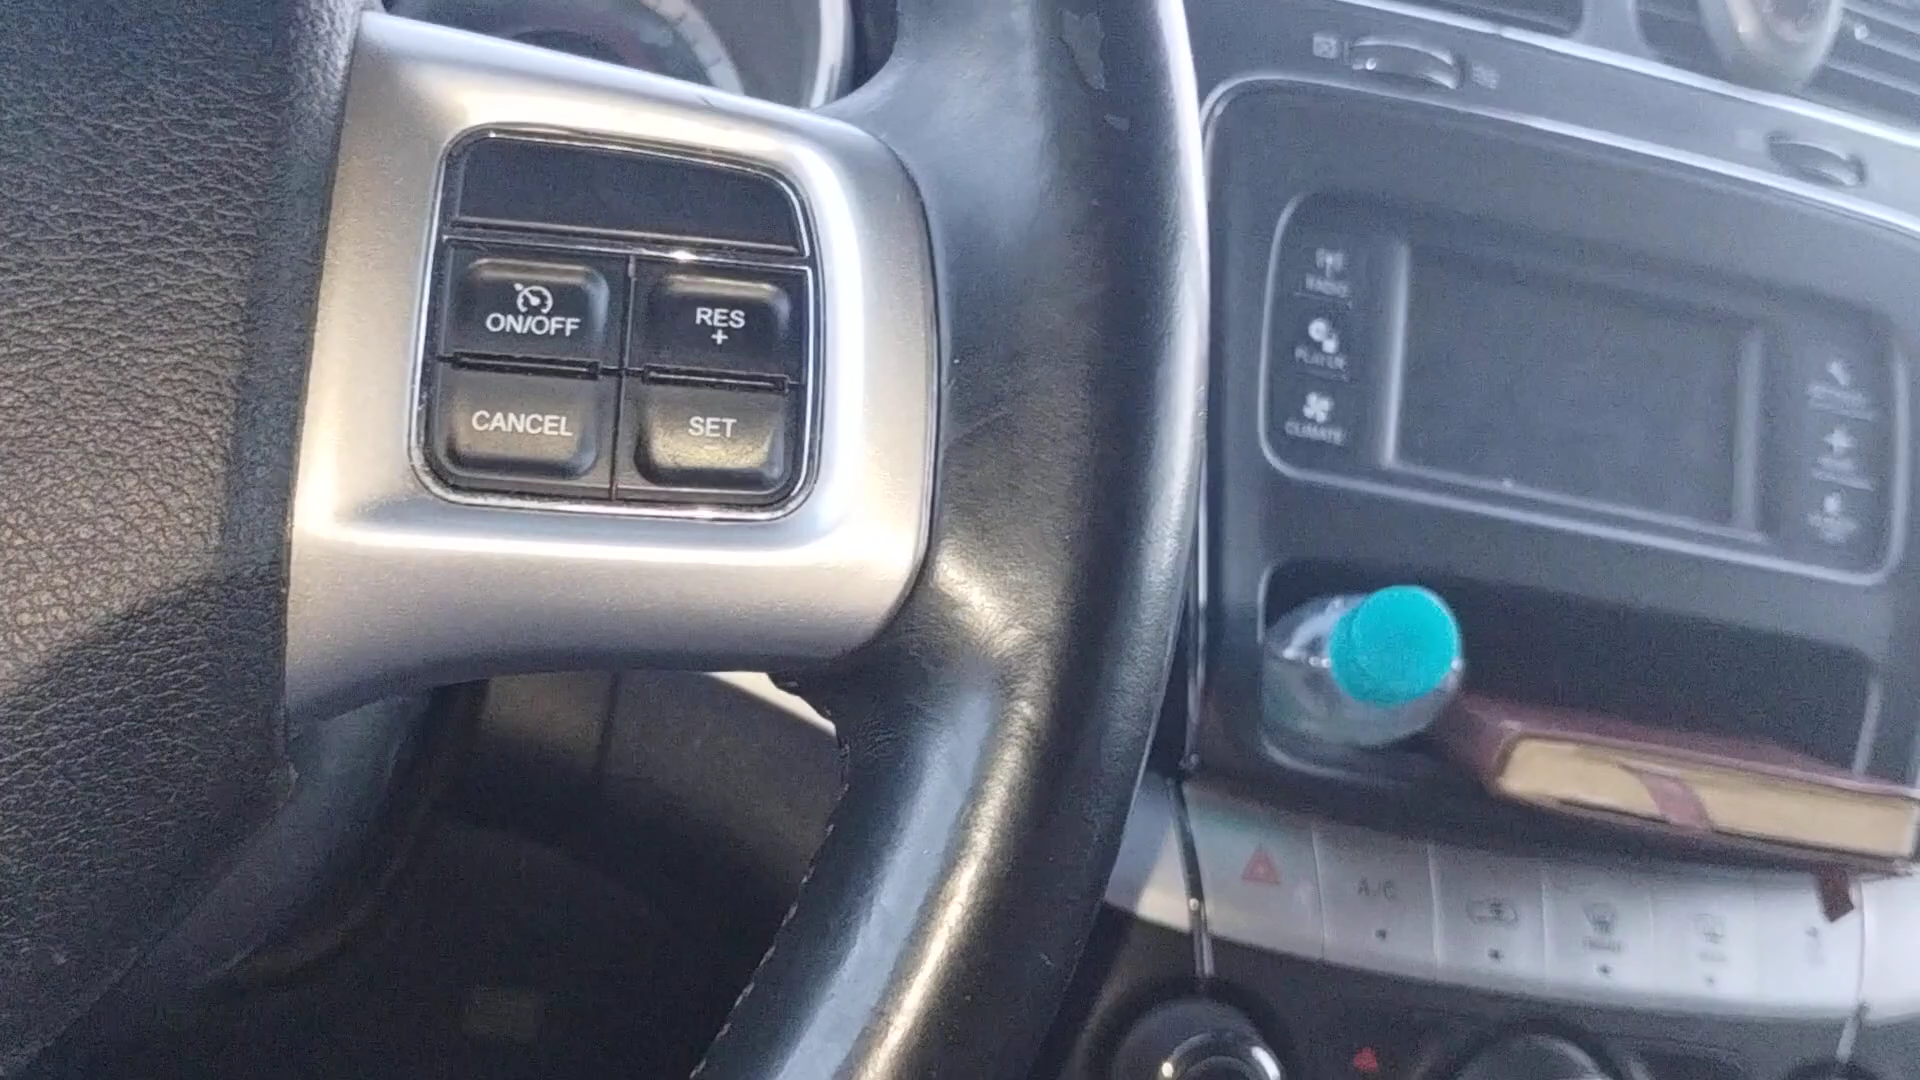 ON/OFF
RES
+
CANCEL
SET
RADIO
PLAYER
CLIMATE
A/C